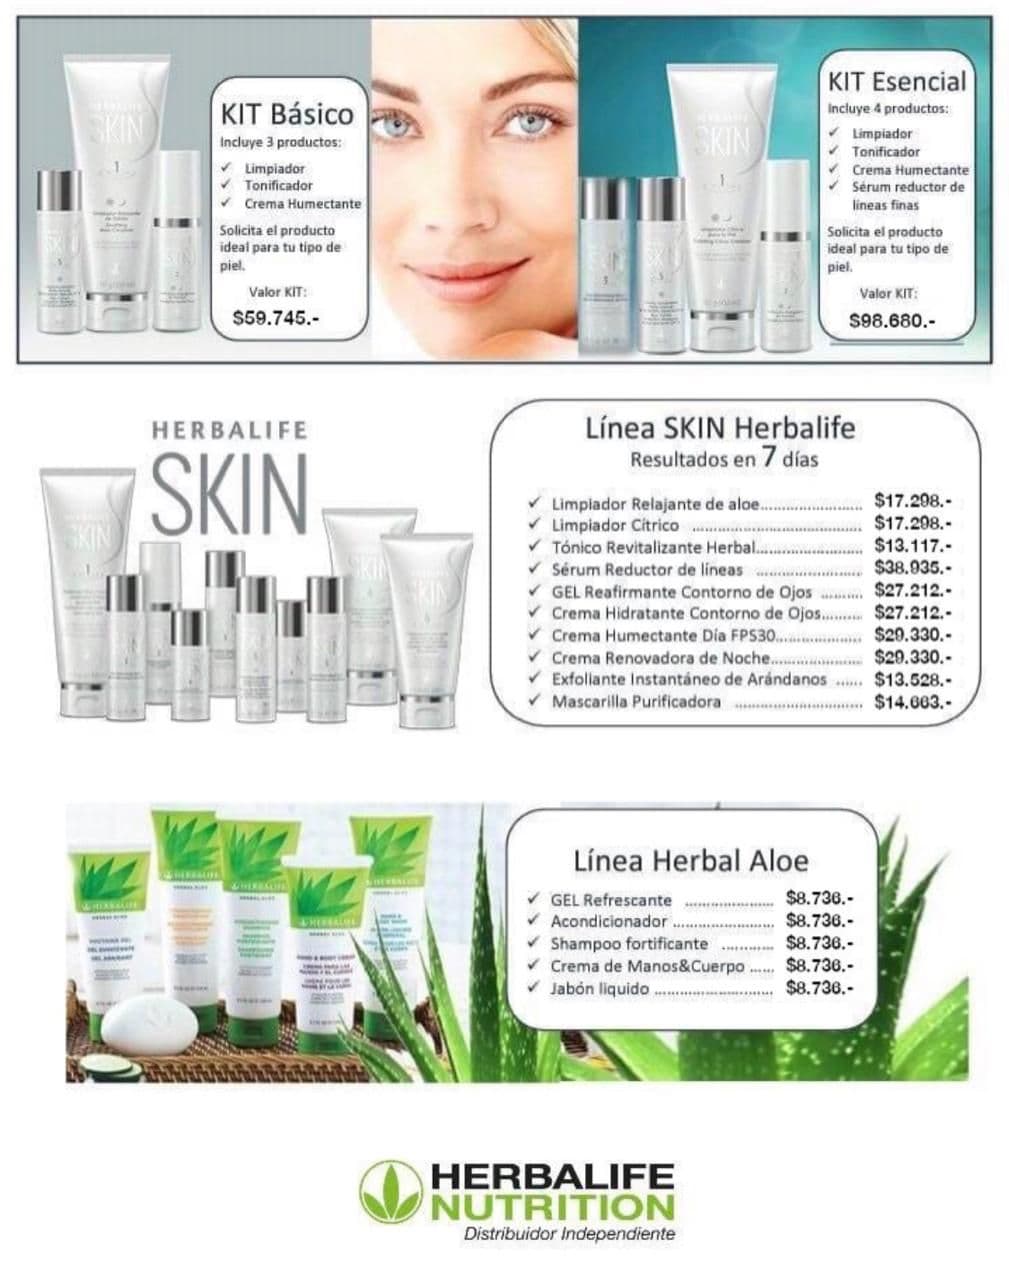 HERBALIFE
SKIN
1
KIT Básico
Incluye 3 productos:
✓ Limpiador
✓ Tonificador
✓ Crema Humectante
Solicita el producto
ideal para tu tipo de
piel.
Valor KIT:
$59.745.-
HERBALIFE
SKIN
1
KIT Esencial
Incluye 4 productos:
✓ Limpiador
✓ Tonificador
✓ Crema Humectante
✓ Sérum reductor de
líneas finas
Solicita el producto
ideal para tu tipo de
piel.
Valor KIT:
$98.680.-
HERBALIFE
SKIN
Línea SKIN Herbalife
Resultados en 7 días
✓ Limpiador Relajante de aloe.................... $17.298.-
✓ Limpiador Cítrico .................................. $17.298.-
✓ Tónico Revitalizante Herbal..................... $13.117.-
✓ Sérum Reductor de líneas ..................... $38.935.-
✓ GEL Reafirmante Contorno de Ojos ........ $27.212.-
✓ Crema Hidratante Contorno de Ojos........ $27.212.-
✓ Crema Humectante Día FPS30................. $29.330.-
✓ Crema Renovadora de Noche.................. $29.330.-
✓ Exfoliante Instantáneo de Arándanos ..... $13.528.-
✓ Mascarilla Purificadora ......................... $14.663.-
Línea Herbal Aloe
✓ GEL Refrescante .................. $8.736.-
✓ Acondicionador ..................... $8.736.-
✓ Shampoo fortificante .......... $8.736.-
✓ Crema de Manos&Cuerpo ..... $8.736.-
✓ Jabón liquido ........................ $8.736.-
HERBALIFE
NUTRITION
Distribuidor Independiente